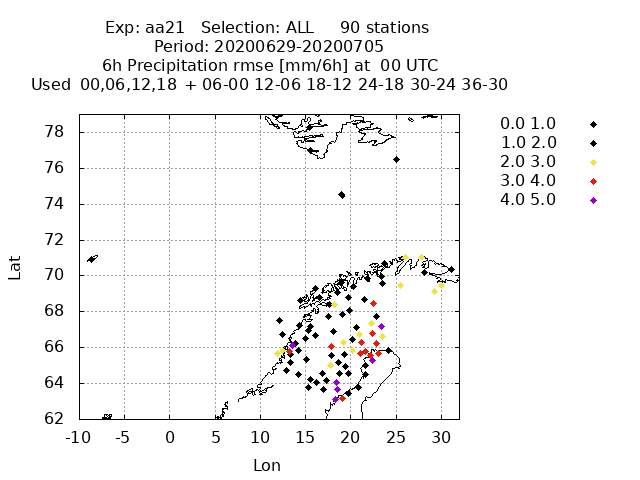 Exp: aa21 Selection: ALL 90 stations
Period: 20200629-20200705
6h Precipitation rmse [mm/6h] at 00 UTC
Used 00,06,12,18 + 06-00 12-06 18-12 24-18 30-24 36-30
0.0 1.0
1.0 2.0
2.0 3.0
3.0 4.0
4.0 5.0
78
76
74
72
70
68
66
64
62
Lat
-10 -5 0 5 10 15 20 25 30
Lon